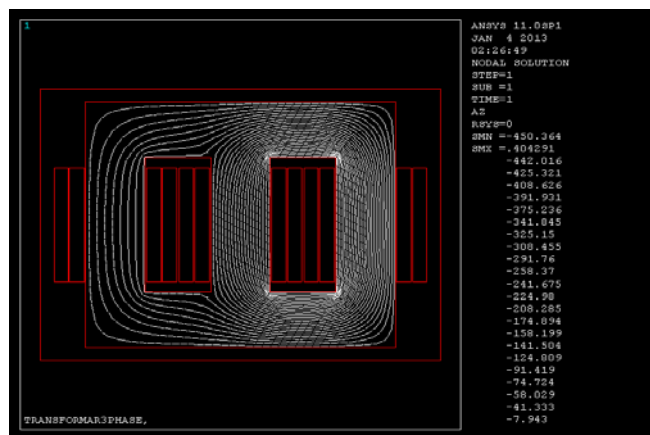 1
ANSYS 11.0SP1
JAN 4 2013
02:26:49
NODAL SOLUTION
STEP=1
SUB =1
TIME=1
AZ
RSYS=0
SMN =-450.364
SMX =.404291
-442.016
-425.321
-408.626
-391.931
-375.236
-341.845
-325.15
-308.455
-291.76
-258.37
-241.675
-224.98
-208.285
-174.894
-158.199
-141.504
-124.809
-91.419
-74.724
-58.029
-41.333
-7.943
TRANSFORMAR3PHASE,